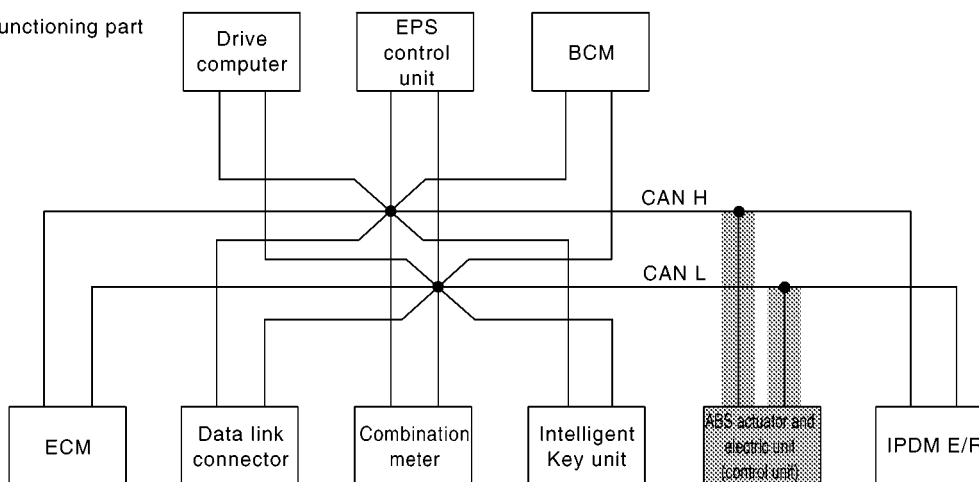 unctioning part
Drive
computer
EPS
control
unit
BCM
CAN H
CAN L
ECM
Data link
connector
Combination
meter
Intelligent
Key unit
ABS actuator and
electric unit
(control unit)
IPDM E/R